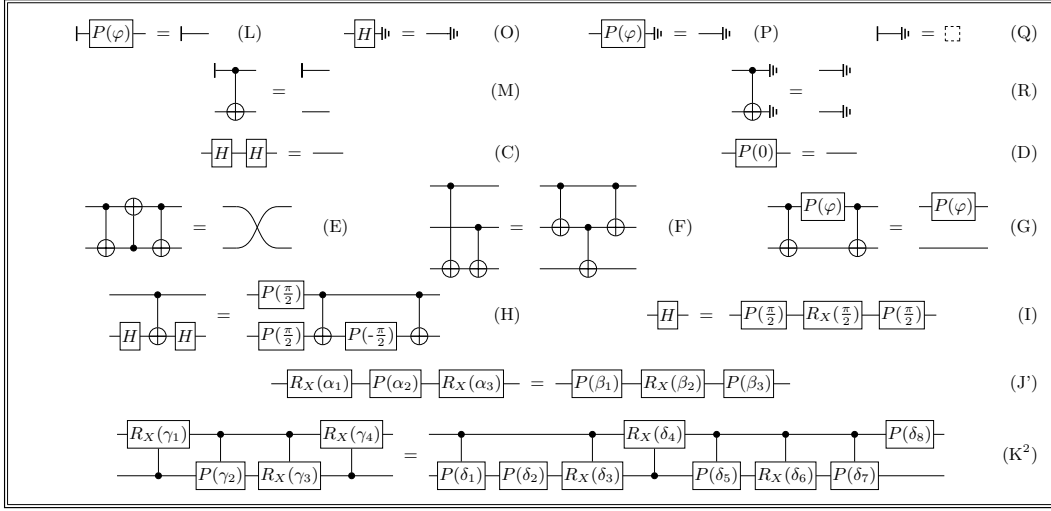 P(φ) = (L) H = (O) P(φ) = (P) = (Q)
= (M) = (R)
H H = (C) P(0) = (D)
= (E) = (F) P(φ) = P(φ) (G)
H H = P(π/2) P(π/2) P(-π/2) (H) H = P(π/2) R_X(π/2) P(π/2) (I)
R_X(α₁) P(α₂) R_X(α₃) = P(β₁) R_X(β₂) P(β₃) (J’)
R_X(γ₁) P(γ₂) R_X(γ₃) R_X(γ₄) = P(δ₁) P(δ₂) R_X(δ₃) R_X(δ₄) P(δ₅) R_X(δ₆) P(δ₇) P(δ₈) (K²)